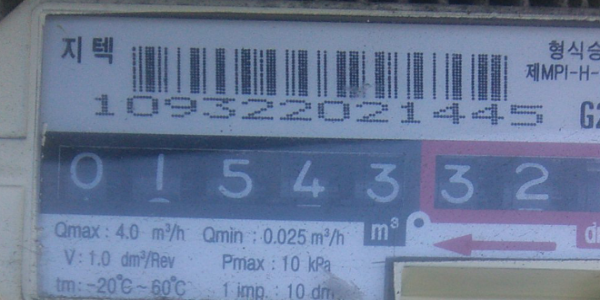 지텍
형식승
제MPI-H-
109322021445
G2
0 1 5 4 3 3 2
m³
Qmax : 4.0 m³/h Qmin : 0.025 m³/h
V : 1.0 dm³/Rev Pmax : 10 kPa
tm : -20°C ~ 60°C 1 imp. : 10 dm